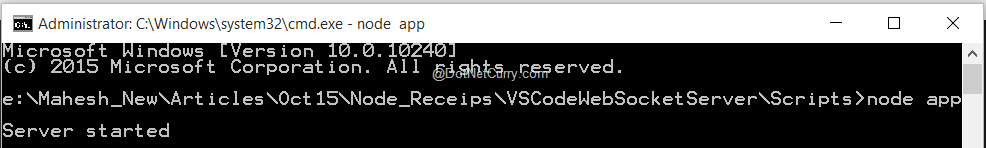 Administrator: C:\Windows\system32\cmd.exe - node  app
Microsoft Windows [Version 10.0.10240]
(c) 2015 Microsoft Corporation. All rights reserved.
@DotNetCurry.com
e:\Mahesh_New\Articles\Oct15\Node_Receips\VSCodeWebSocketServer\Scripts>node app
Server started